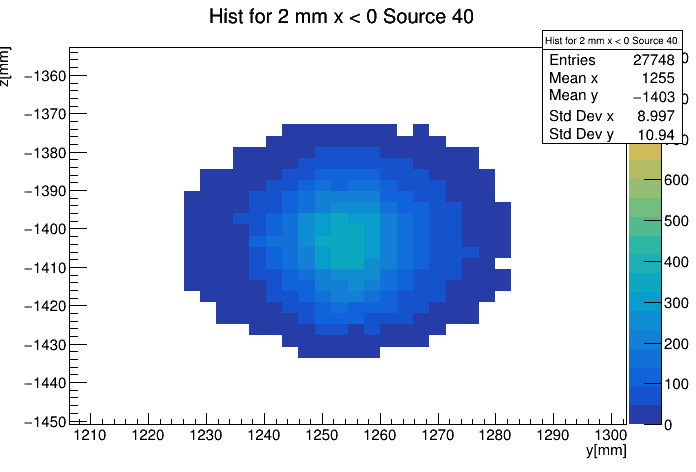 Hist for 2 mm x < 0 Source 40
z[mm]
Hist for 2 mm x < 0 Source 40
Entries 27748
Mean x 1255
Mean y −1403
Std Dev x 8.997
Std Dev y 10.94
−1360
−1370
−1380
−1390
−1400
−1410
−1420
−1430
−1440
−1450
700
600
500
400
300
200
100
0
1210 1220 1230 1240 1250 1260 1270 1280 1290 1300
y[mm]